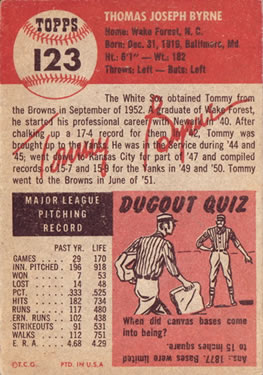 TOPPS
123
THOMAS JOSEPH BYRNE
Home: Wake Forest, N. C.
Born: Dec. 31, 1919, Baltimore, Md.
Ht: 6'1" — Wt.: 182
Throws: Left - Bats: Left
The White Sox obtained Tommy from
the Browns in September of 1952. A graduate of Wake Forest,
he started his professional career with Newark in '40. After
chalking up a 17-4 record for them in '42, Tommy was
brought up to the Yanks. He was in the Service during '44 and
'45, went to Kansas City for part of '47 and compiled
records of 15-7 and 15-9 for the Yanks in '49 and '50. Tommy
went to the Browns in June of '51.
Tommy Byrne
MAJOR LEAGUE
PITCHING
RECORD
PAST YR. LIFE
GAMES 29 170
INN. PITCHED 196 918
WON 7 53
LOST 14 48
PCT. .333 .525
HITS 182 734
RUNS 117 480
ERN. RUNS 102 438
STRIKEOUTS 91 531
WALKS 112 751
E. R. A. 4.68 4.29
DUGOUT QUIZ
When did canvas bases come
into being?
Ans: 1877. Bases were limited
to 15 inches square.
©T.C.G. PTD. IN U.S.A.